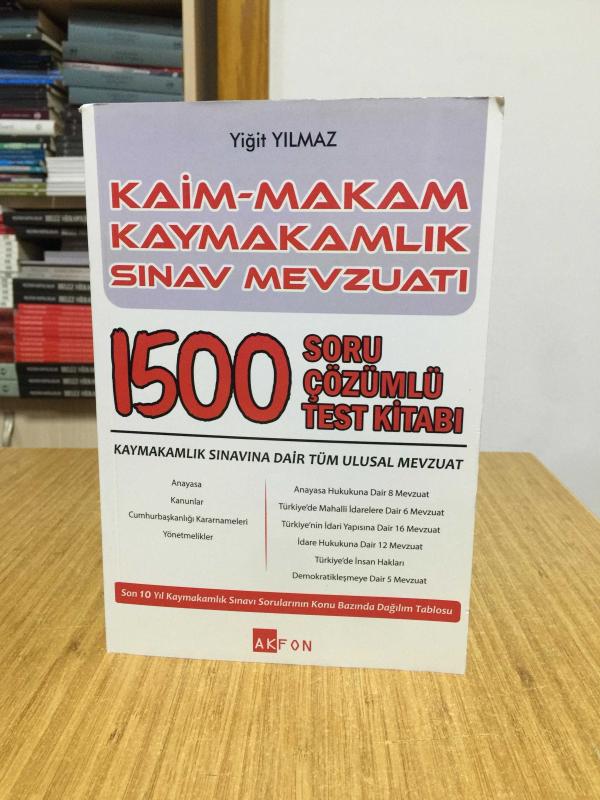 Yiğit YILMAZ
KAİM-MAKAM
KAYMAKAMLIK
SINAV MEVZUATI
1500
SORU
ÇÖZÜMLÜ
TEST KİTABI
KAYMAKAMLIK SINAVINA DAİR TÜM ULUSAL MEVZUAT
Anayasa
Kanunlar
Cumhurbaşkanlığı Kararnameleri
Yönetmelikler
Anayasa Hukukuna Dair 8 Mevzuat
Türkiye'de Mahalli İdarelere Dair 6 Mevzuat
Türkiye'nin İdari Yapısına Dair 16 Mevzuat
İdare Hukukuna Dair 12 Mevzuat
Türkiye'de İnsan Hakları
Demokratikleşmeye Dair 5 Mevzuat
Son 10 Yıl Kaymakamlık Sınavı Sorularının Konu Bazında Dağılım Tablosu
AKFON